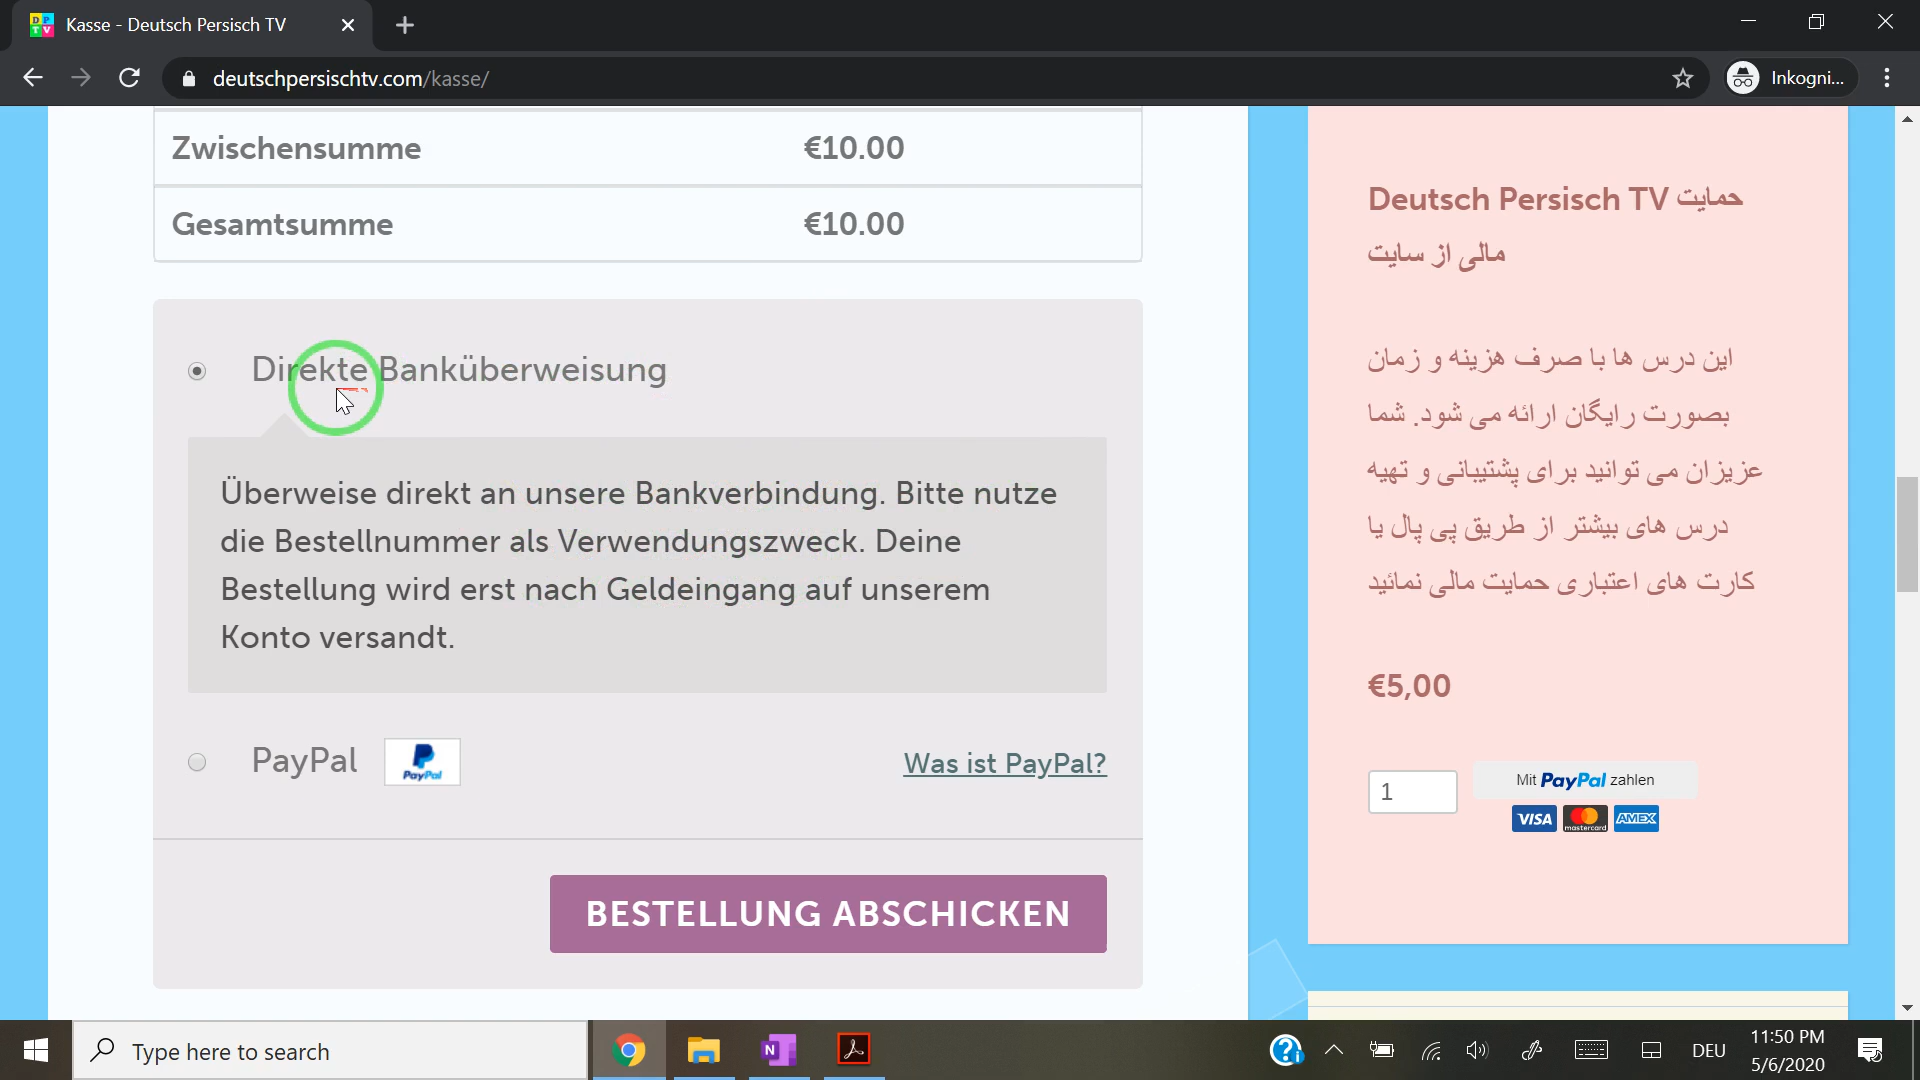 Kasse - Deutsch Persisch TV
deutschpersischtv.com/kasse/
Inkogni...
Zwischensumme €10.00
Gesamtsumme €10.00
Direkte Banküberweisung
Überweise direkt an unsere Bankverbindung. Bitte nutze
die Bestellnummer als Verwendungszweck. Deine
Bestellung wird erst nach Geldeingang auf unserem
Konto versandt.
PayPal PayPal Was ist PayPal?
BESTELLUNG ABSCHICKEN
Deutsch Persisch TV حمایت
مالی از سایت
این درس ها با صرف هزینه و زمان
بصورت رایگان ارائه می شود. شما
عزیزان می توانید برای پشتیبانی و تهیه
درس های بیشتر از طریق پی پال یا
کارت های اعتباری حمایت مالی نمائید
€5,00
1
Mit PayPal zahlen
VISA mastercard AMEX
Type here to search
DEU
11:50 PM
5/6/2020